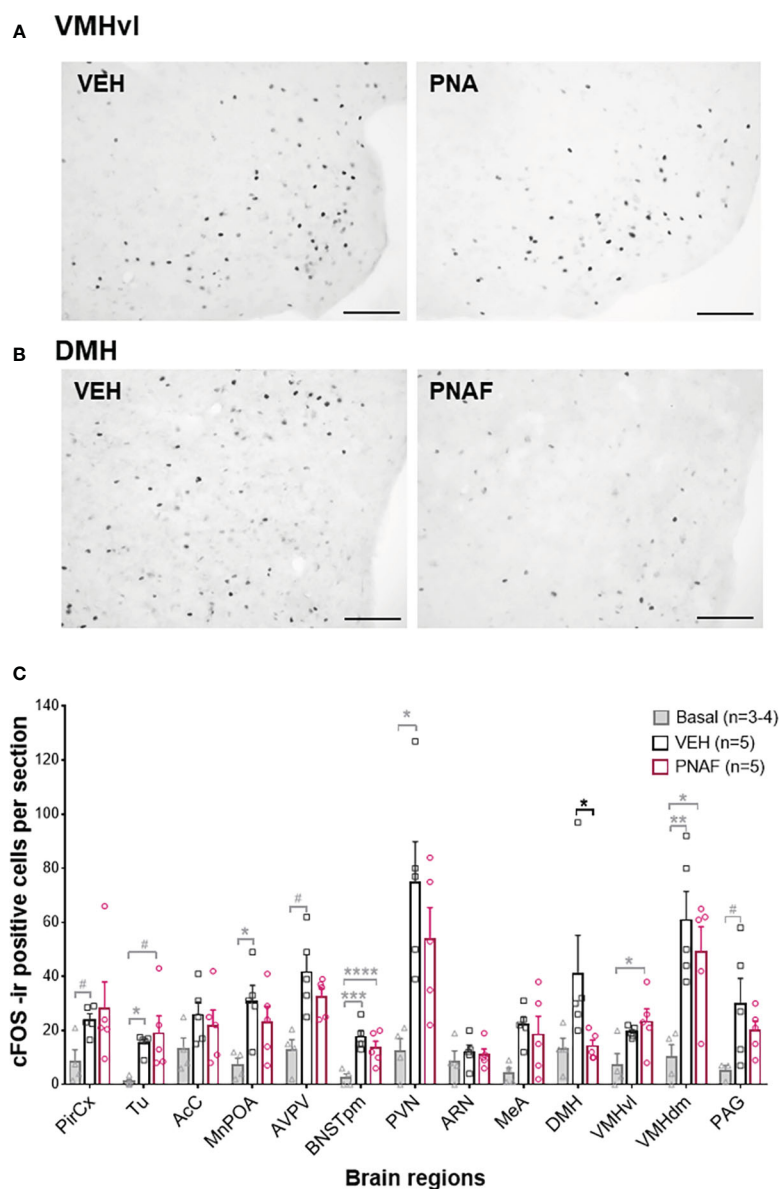 A VMHvl
VEH
PNA
B DMH
VEH
PNAF
C
cFOS -ir positive cells per section
140
120
100
80
60
40
20
0
Basal (n=3-4)
VEH (n=5)
PNAF (n=5)
#
*
#
*
#
***
****
*
*
*
**
*
#
PirCx
Tu
AcC
MnPOA
AVPV
BNSTpm
PVN
ARN
MeA
DMH
VMHvl
VMHdm
PAG
Brain regions